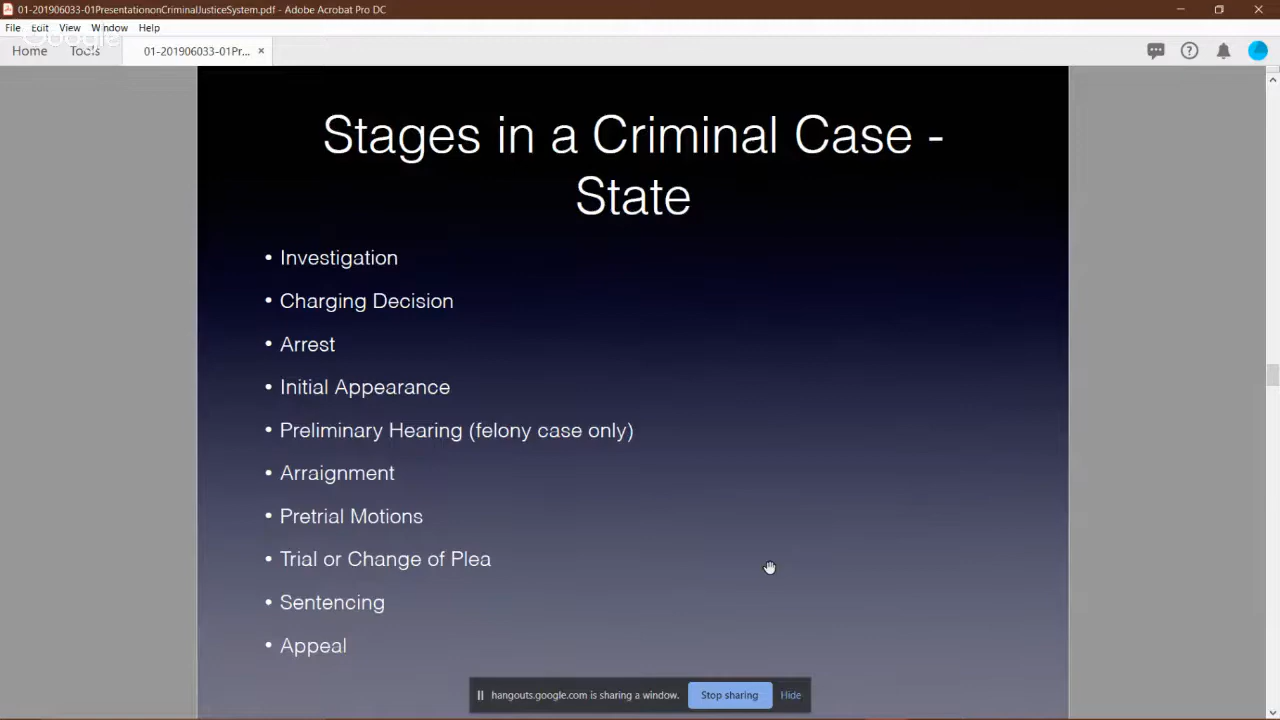 01-201906033-01PresentationonCriminalJusticeSystem.pdf - Adobe Acrobat Pro DC
File Edit View Window Help
Google
Home Tools 01-201906033-01Pr... ×
Stages in a Criminal Case -
State
• Investigation
• Charging Decision
• Arrest
• Initial Appearance
• Preliminary Hearing (felony case only)
• Arraignment
• Pretrial Motions
• Trial or Change of Plea
• Sentencing
• Appeal
hangouts.google.com is sharing a window. Stop sharing Hide